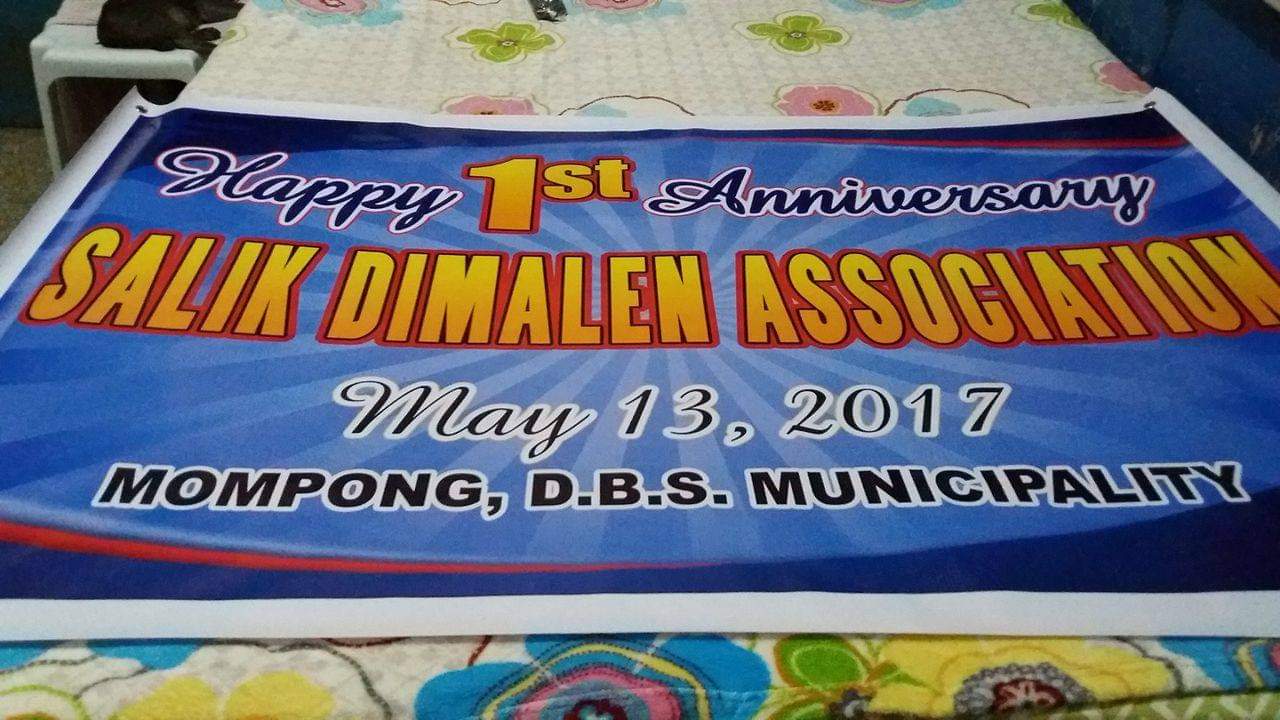 Happy 1st Anniversary
SALIK DIMALEN ASSOCIATION
May 13, 2017
MOMPONG, D.B.S. MUNICIPALITY